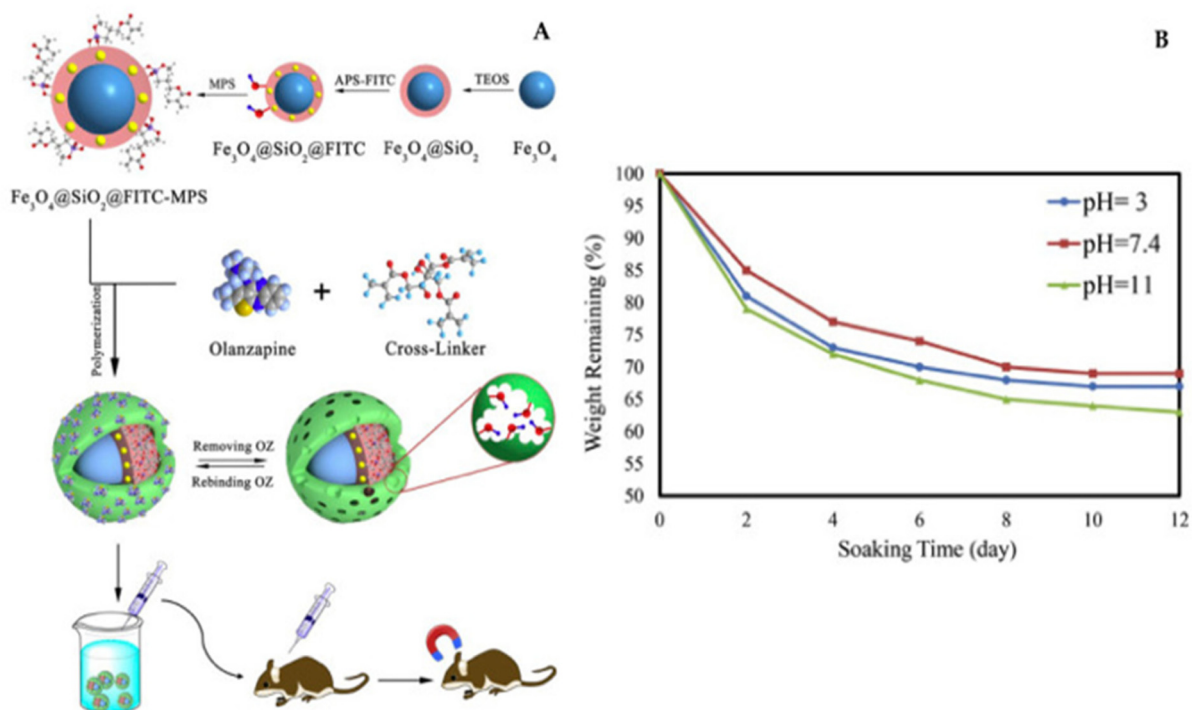 A
MPS
APS-FITC
TEOS
Fe3O4@SiO2@FITC
Fe3O4@SiO2
Fe3O4
Fe3O4@SiO2@FITC-MPS
Polymerization
+
Olanzapine
Cross-Linker
Removing OZ
Rebinding OZ
B
Weight Remaining (%)
100
95
90
85
80
75
70
65
60
55
50
pH= 3
pH=7.4
pH=11
0 2 4 6 8 10 12
Soaking Time (day)